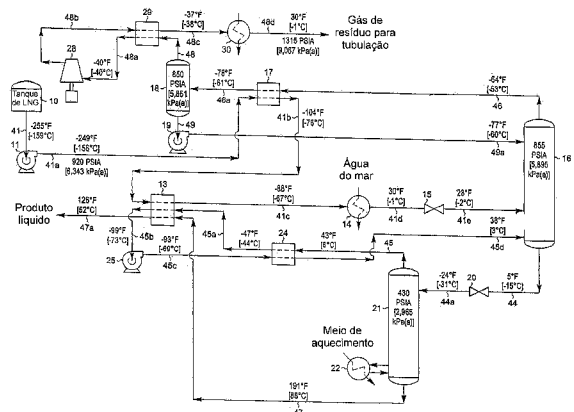 48b
29
-37°F
[-38°C]
48c
48d
30°F
[-1°C]
1315 PSIA
[9,067 kPa(a)]
Gás de
resíduo para
tubulação
30
28
-40°F
[-40°C]
48a
48
18
850
PSIA
[5,861
kPa(a)]
-78°F
[-61°C]
48a
17
-64°F
[-53°C]
46
41b
-104°F
[-76°C]
Tanque
de LNG
10
41
-255°F
[-159°C]
11
-249°F
[-156°C]
41a
920 PSIA
[6,343 kPa(a)]
19
49
-77°F
[-60°C]
49a
855
PSIA
[5,895
kPa(a)]
16
Água
do mar
13
-88°F
[-67°C]
41c
14
30°F
[-1°C]
41d
15
28°F
[-2°C]
41e
Produto
líquido
126°F
[52°C]
47a
-99°F
[-73°C]
45b
45a
-47°F
[-44°C]
24
43°F
[6°C]
45
38°F
[3°C]
45d
25
-93°F
[-69°C]
45c
-24°F
[-31°C]
44a
20
5°F
[-15°C]
44
21
430
PSIA
[2,965
kPa(a)]
Meio de
aquecimento
22
191°F
[88°C]
47